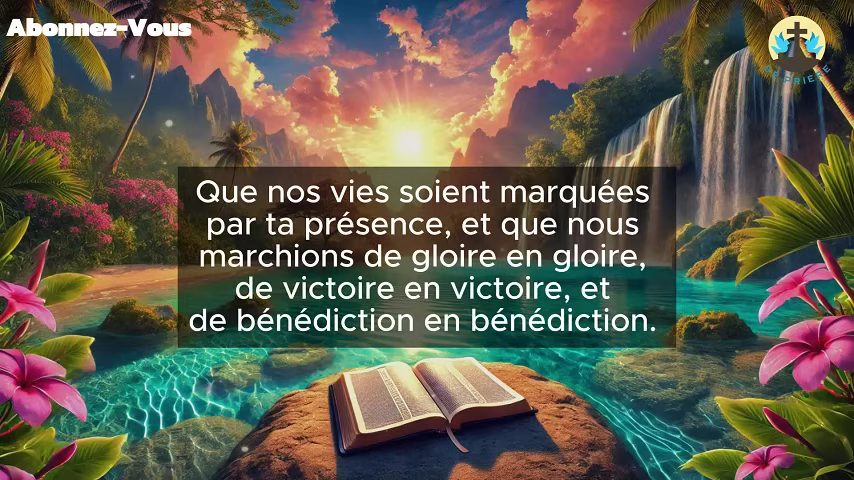 Abonnez-Vous
Que nos vies soient marquées
par ta présence, et que nous
marchions de gloire en gloire,
de victoire en victoire, et
de bénédiction en bénédiction.